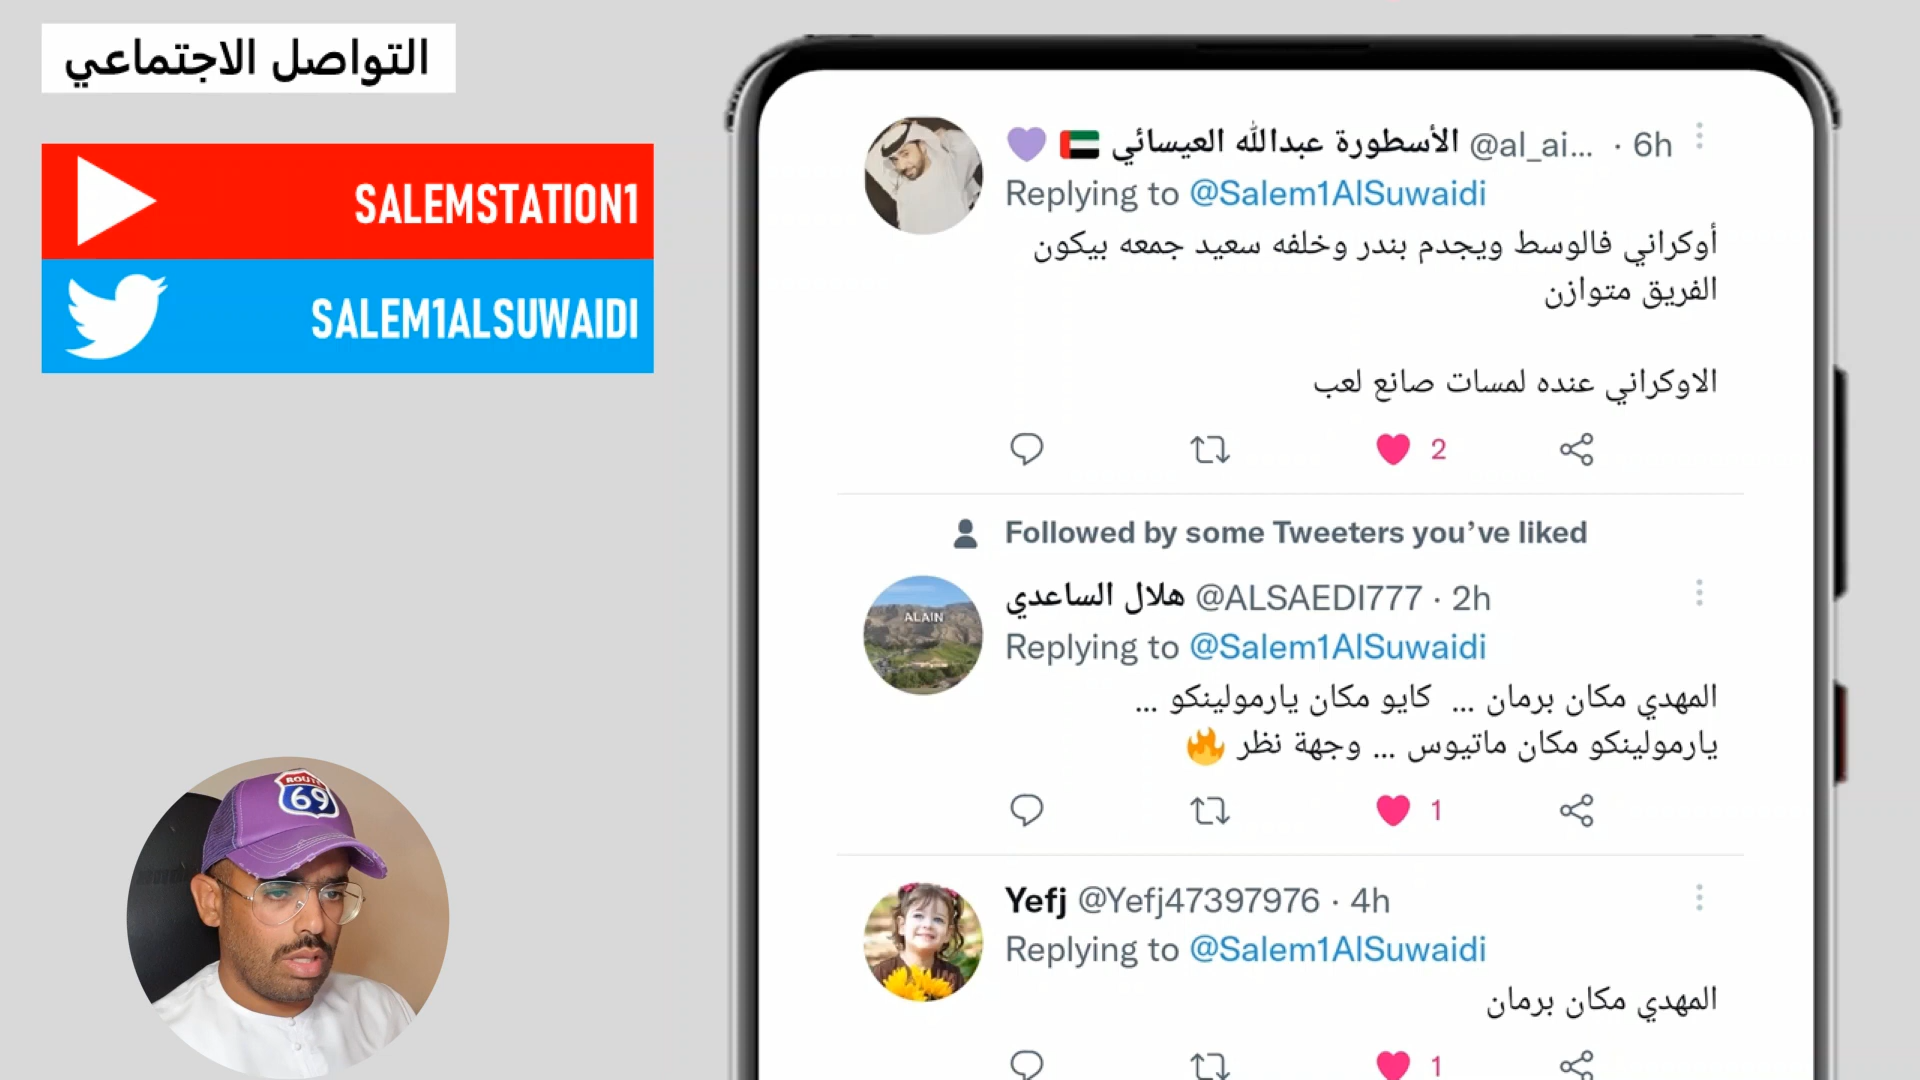 التواصل الاجتماعي
SALEMSTATION1
SALEM1ALSUWAIDI
ROUTE
69
الأسطورة عبدالله العيسائي 🇦🇪 💜 @al_ai... · 6h
Replying to @Salem1AlSuwaidi
أوكراني فالوسط ويجدم بندر وخلفه سعيد جمعه بيكون
الفريق متوازن
الاوكراني عنده لمسات صانع لعب
2
Followed by some Tweeters you’ve liked
هلال الساعدي @ALSAEDI777 · 2h
ALAIN
Replying to @Salem1AlSuwaidi
المهدي مكان برمان ... كايو مكان يارمولينكو ...
يارمولينكو مكان ماتيوس ... وجهة نظر 🔥
1
Yefj @Yefj47397976 · 4h
Replying to @Salem1AlSuwaidi
المهدي مكان برمان
1